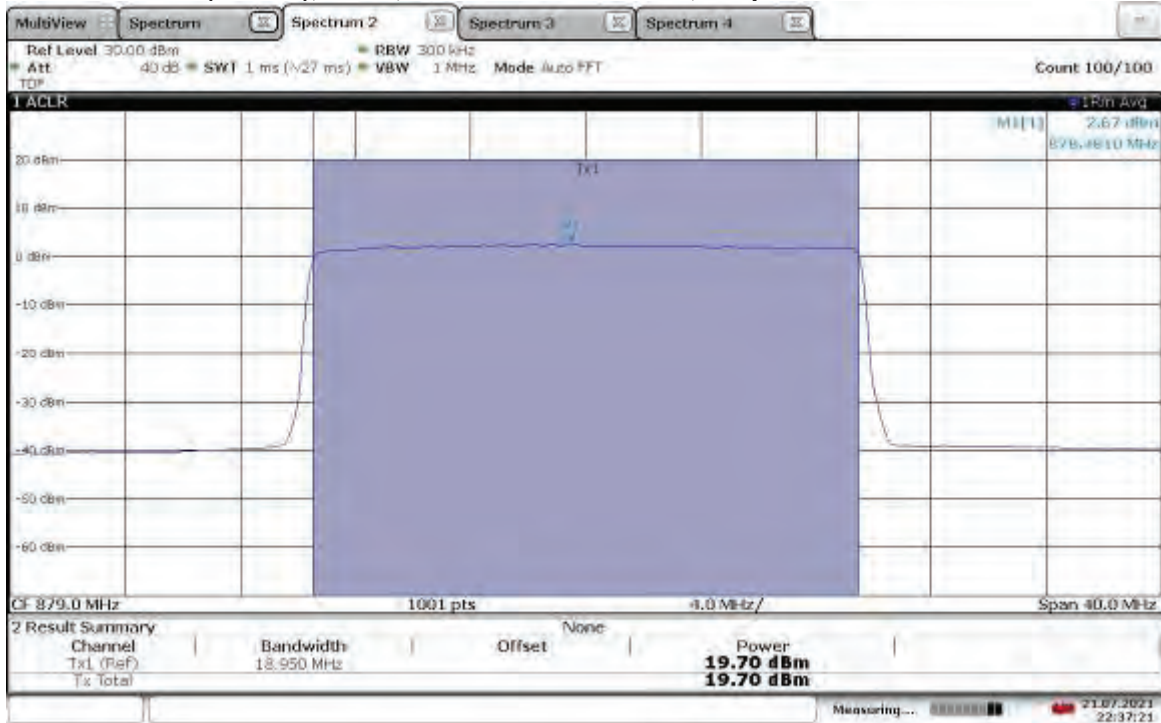 MultiView Spectrum Spectrum 2 Spectrum 3 Spectrum 4
Ref Level 30.00 dBm RBW 300 kHz
Att 40 dB SWT 1 ms (~27 ms) VBW 1 MHz Mode Auto FFT Count 100/100
TDF
1 ACLR 1Rm Avg
M1[1] 2.67 dBm
878.4810 MHz
20 dBm
Tx1
10 dBm
M1
0 dBm
-10 dBm
-20 dBm
-30 dBm
-40 dBm
-50 dBm
-60 dBm
CF 879.0 MHz 1001 pts 4.0 MHz/ Span 40.0 MHz
2 Result Summary None
Channel Bandwidth Offset Power
Tx1 (Ref) 18.950 MHz 19.70 dBm
Tx Total 19.70 dBm
Measuring... 21.07.2021
22:37:21